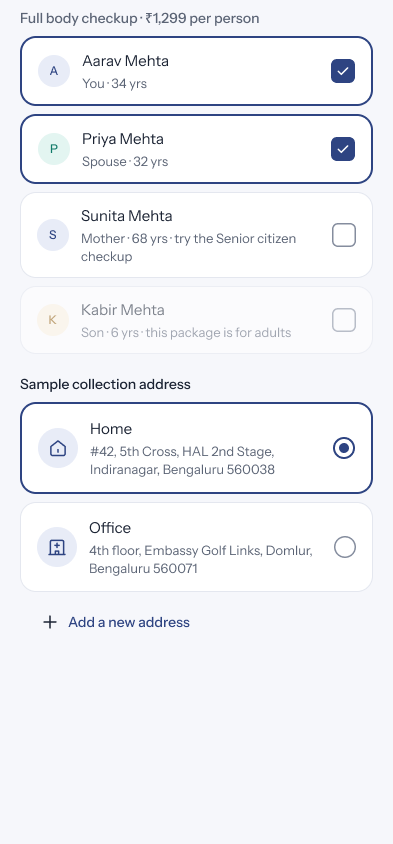 Full body checkup · ₹1,299 per person
A
Aarav Mehta
You · 34 yrs
P
Priya Mehta
Spouse · 32 yrs
S
Sunita Mehta
Mother · 68 yrs · try the Senior citizen
checkup
K
Kabir Mehta
Son · 6 yrs · this package is for adults
Sample collection address
Home
#42, 5th Cross, HAL 2nd Stage,
Indiranagar, Bengaluru 560038
Office
4th floor, Embassy Golf Links, Domlur,
Bengaluru 560071
Add a new address